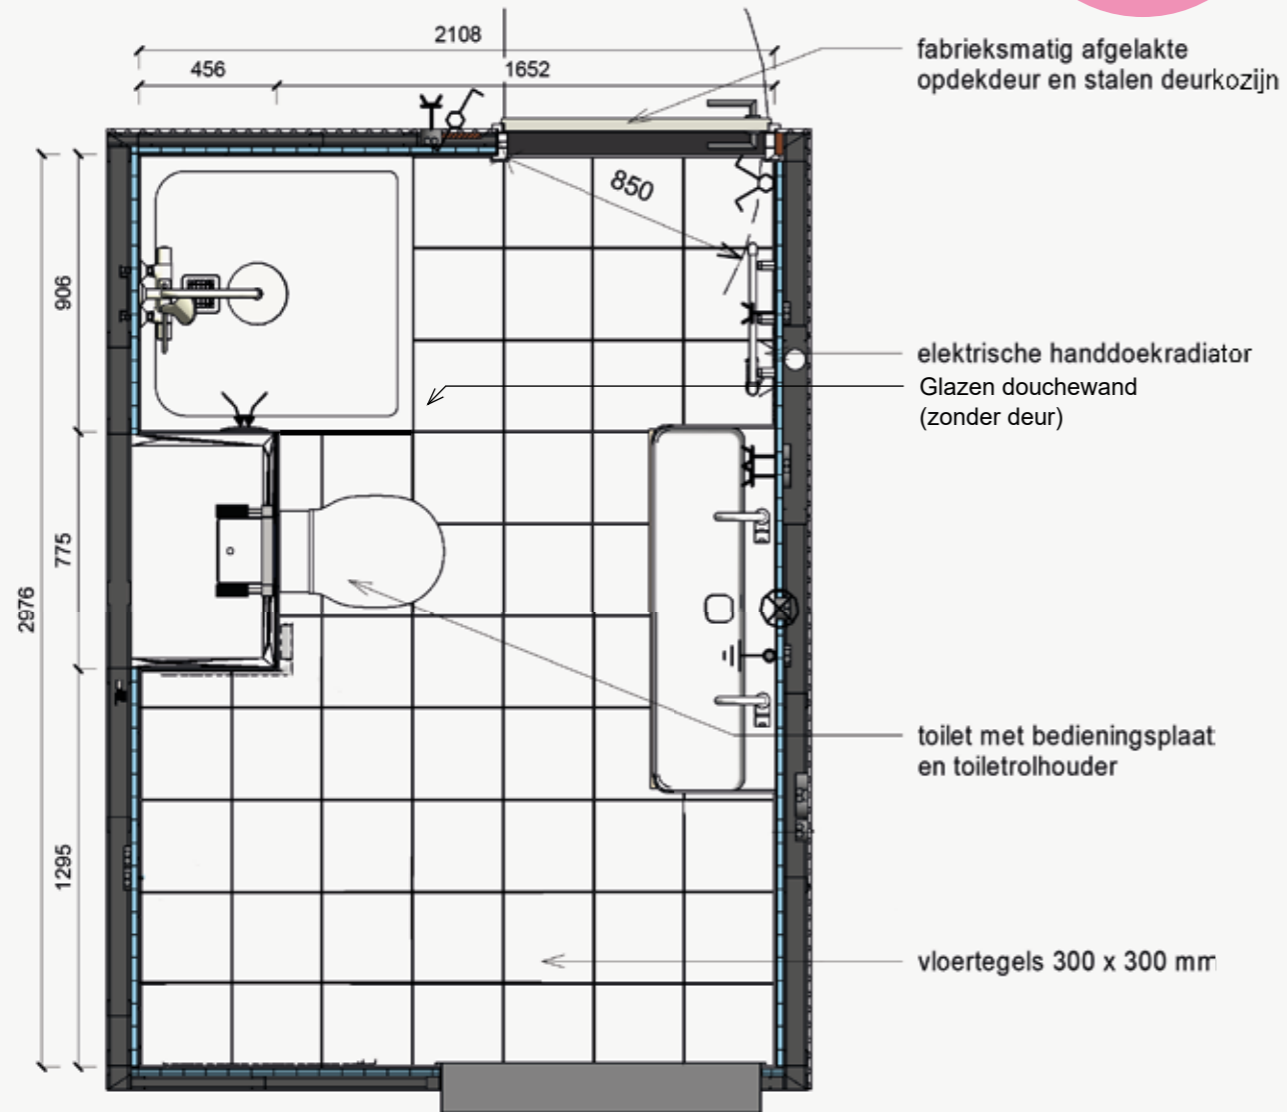 2108
456
1652
fabrieksmatig afgelakte
opdekdeur en stalen deurkozijn
850
906
elektrische handdoekradiator
Glazen douchewand
(zonder deur)
775
2976
toilet met bedieningsplaat
en toiletrolhouder
1295
vloertegels 300 x 300 mm